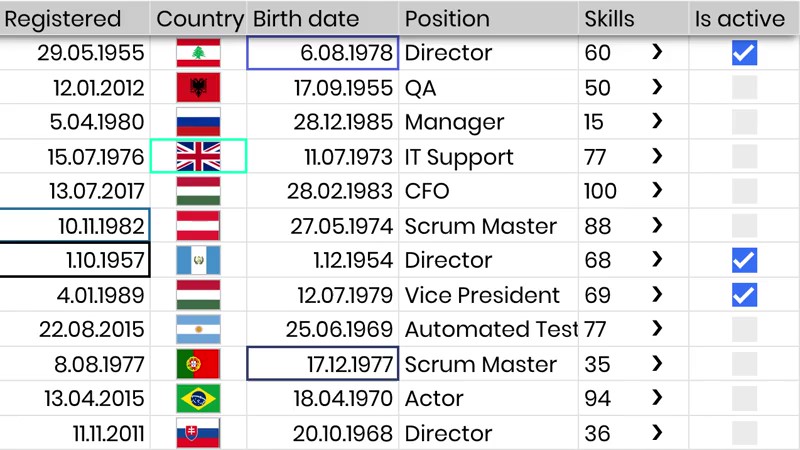 Registered Country Birth date Position Skills Is active
29.05.1955 6.08.1978 Director 60
12.01.2012 17.09.1955 QA 50
5.04.1980 28.12.1985 Manager 15
15.07.1976 11.07.1973 IT Support 77
13.07.2017 28.02.1983 CFO 100
10.11.1982 27.05.1974 Scrum Master 88
1.10.1957 1.12.1954 Director 68
4.01.1989 12.07.1979 Vice President 69
22.08.2015 25.06.1969 Automated Test 77
8.08.1977 17.12.1977 Scrum Master 35
13.04.2015 18.04.1970 Actor 94
11.11.2011 20.10.1968 Director 36